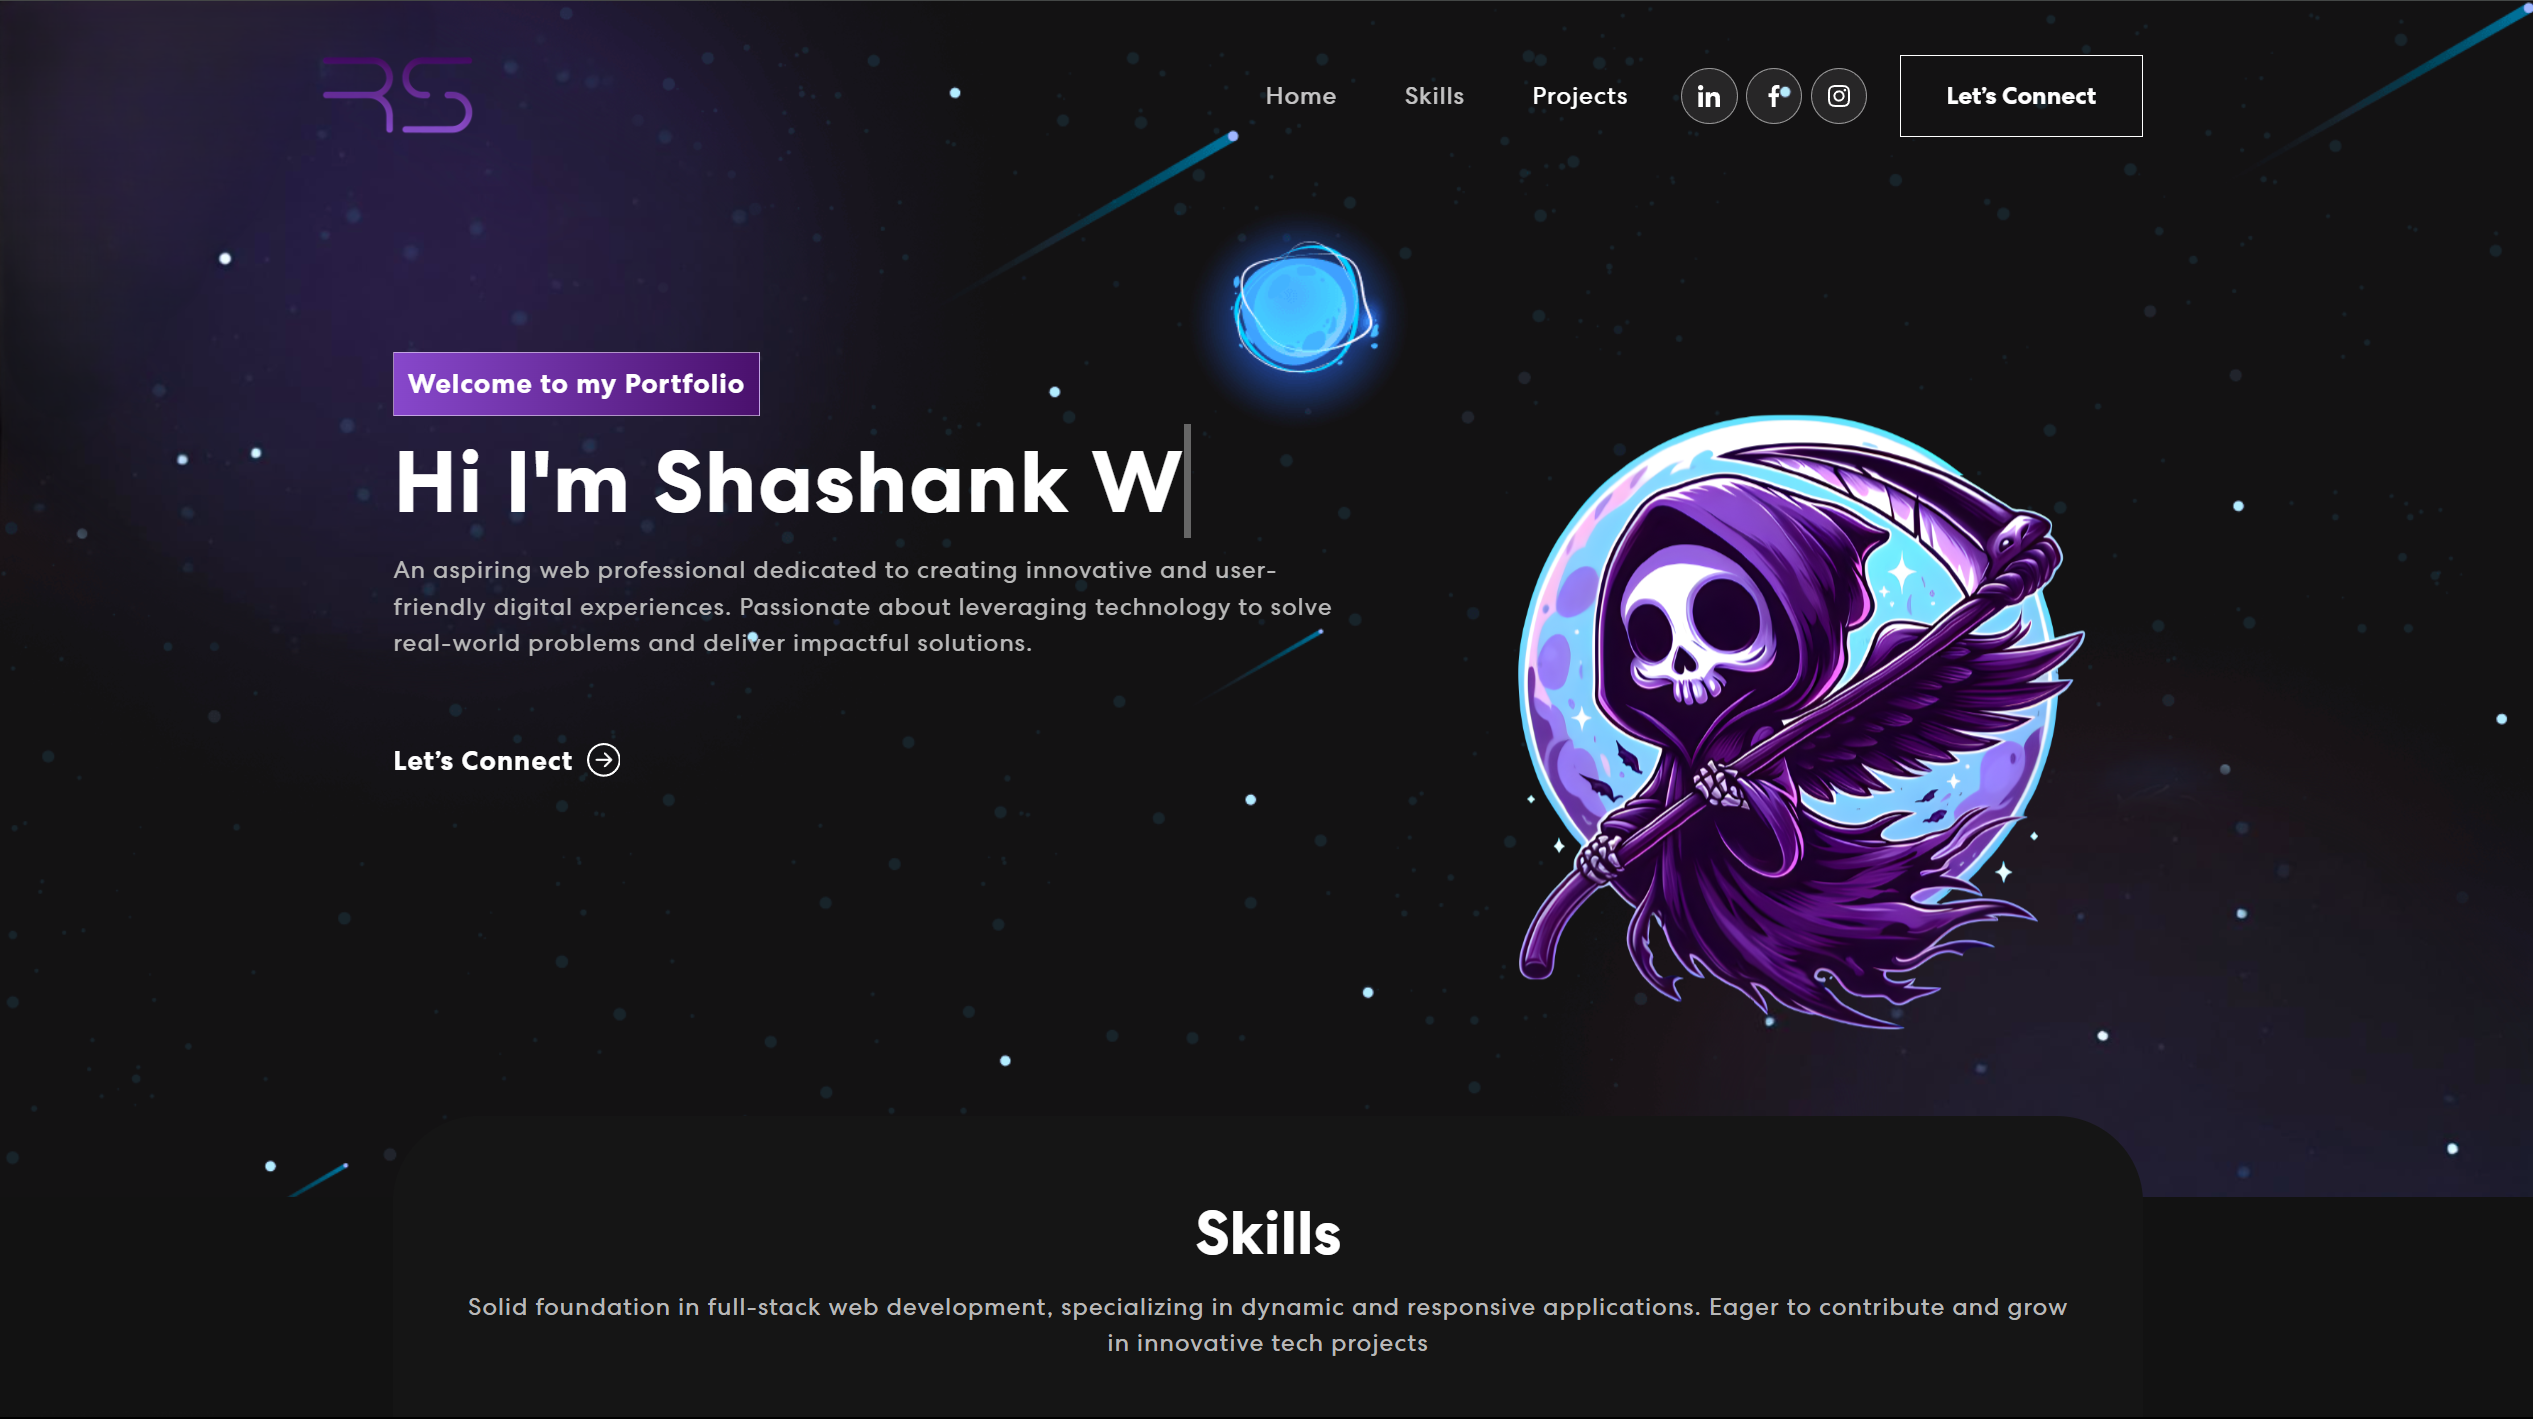 RS
Home
Skills
Projects
in
f
Let's Connect
Welcome to my Portfolio
Hi I'm Shashank W
An aspiring web professional dedicated to creating innovative and user-
friendly digital experiences. Passionate about leveraging technology to solve
real-world problems and deliver impactful solutions.
Let's Connect
Skills
Solid foundation in full-stack web development, specializing in dynamic and responsive applications. Eager to contribute and grow
in innovative tech projects